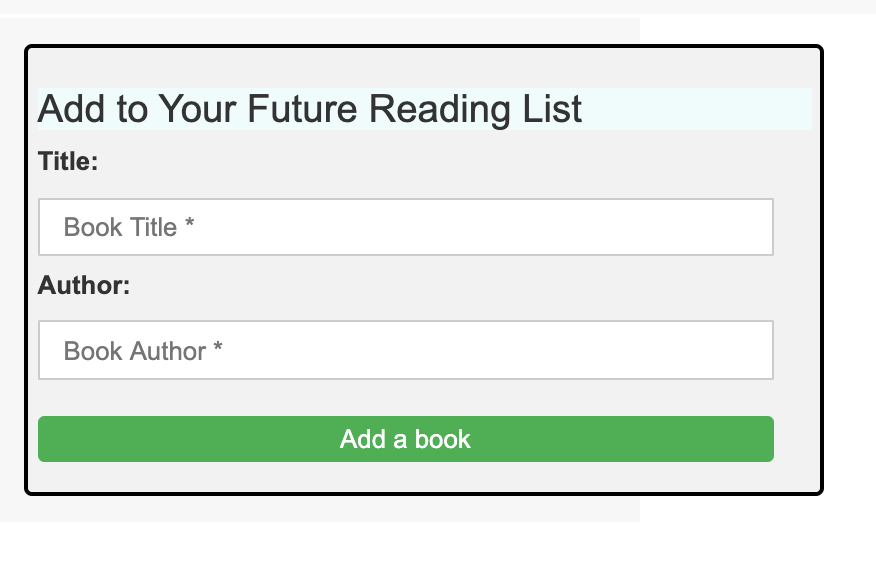 Add to Your Future Reading List
Title:
Book Title *
Author:
Book Author *
Add a book